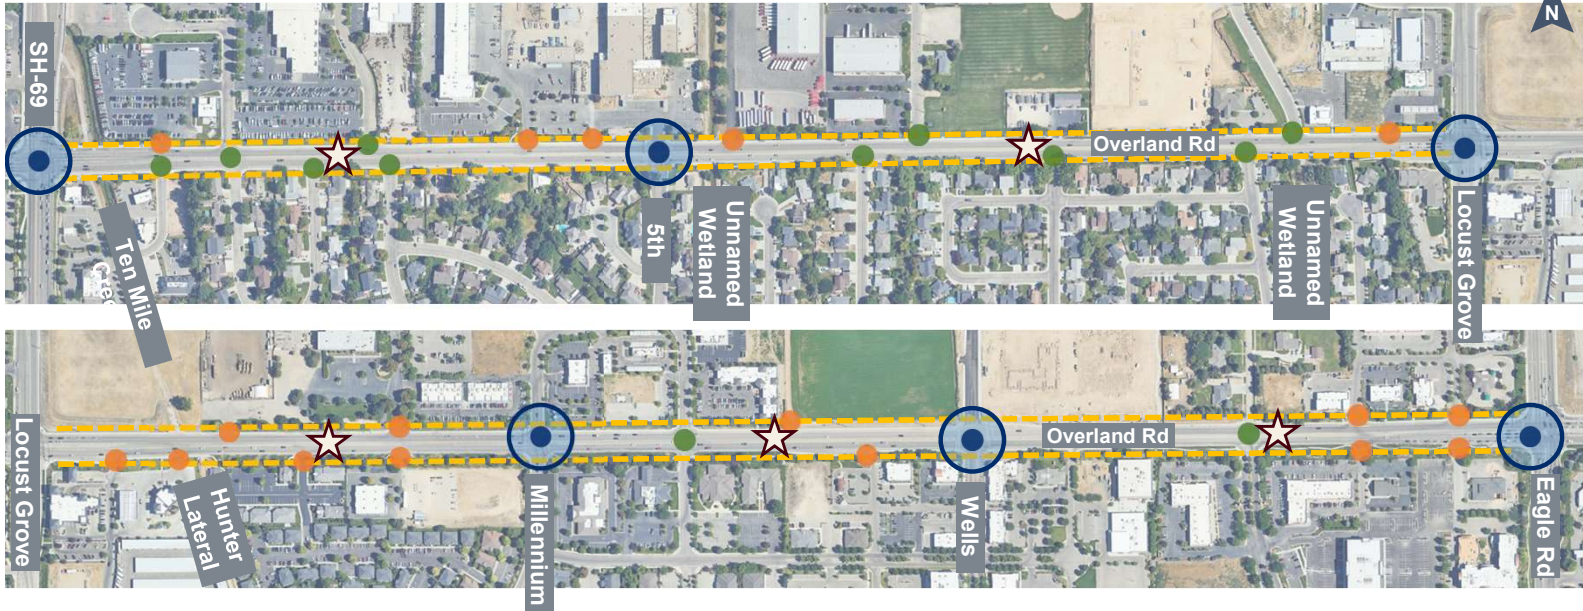 N
SH-69
Overland Rd
Ten Mile
Cree
5th
Unnamed
Wetland
Unnamed
Wetland
Locust Grove
Locust Grove
Overland Rd
Hunter
Lateral
Millennium
Wells
Eagle Rd